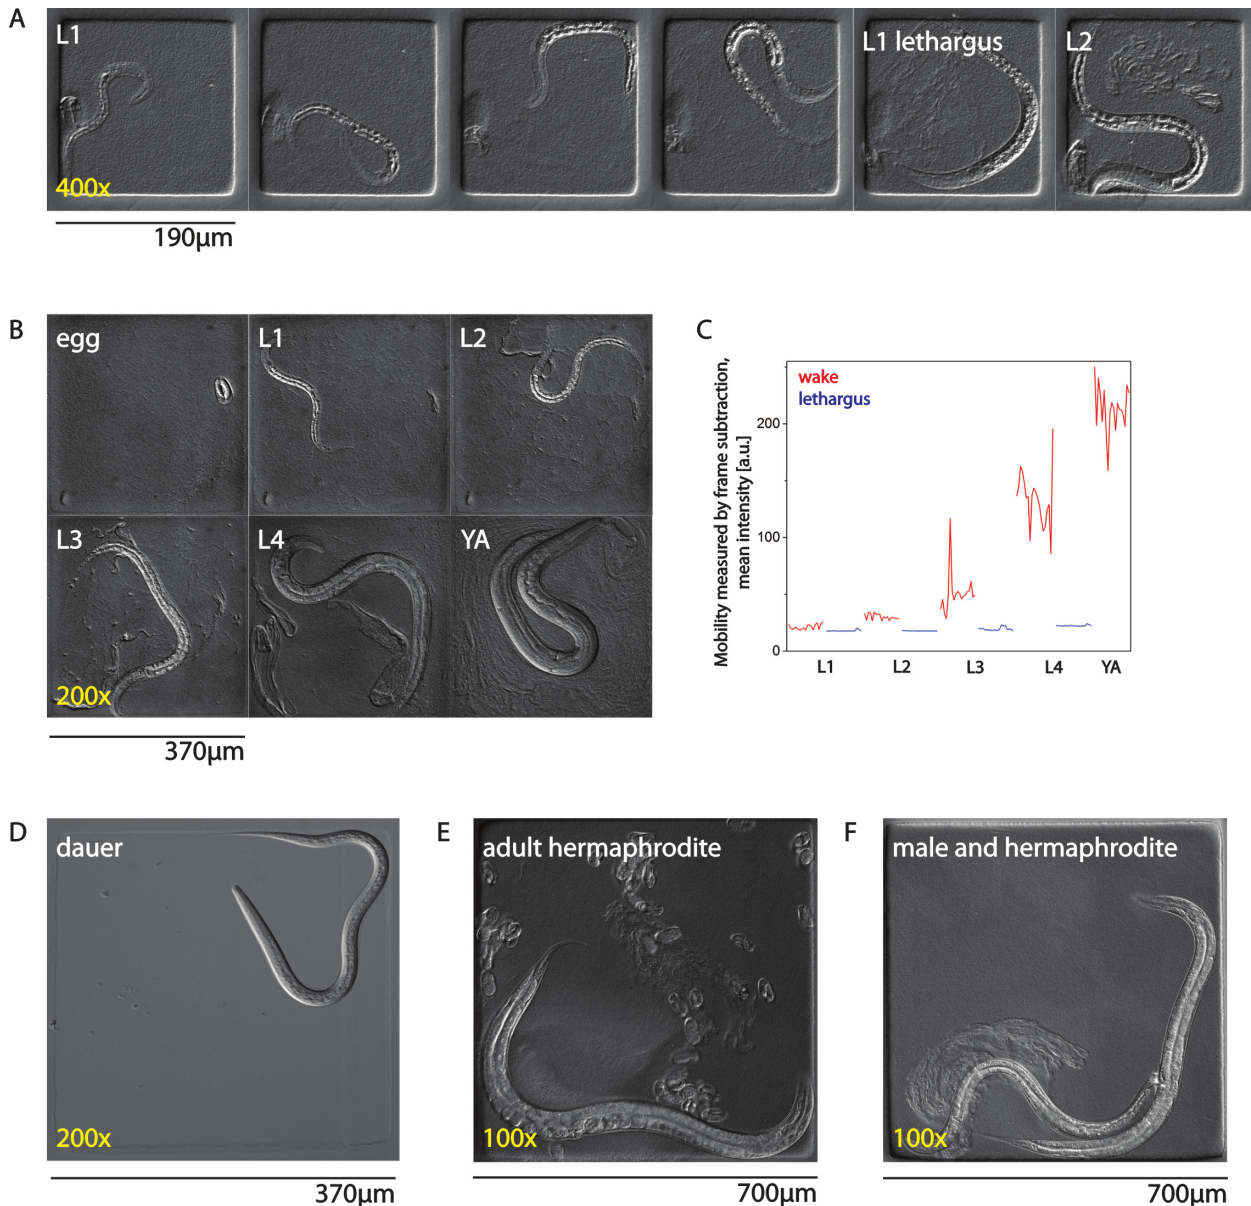 A
L1
L1 lethargus
L2
400x
190μm
B
egg
L1
L2
L3
L4
YA
200x
370μm
C
Mobility measured by frame subtraction,
mean intensity [a.u.]
wake
lethargus
200
100
0
L1
L2
L3
L4
YA
D
dauer
200x
370μm
E
adult hermaphrodite
100x
700μm
F
male and hermaphrodite
100x
700μm